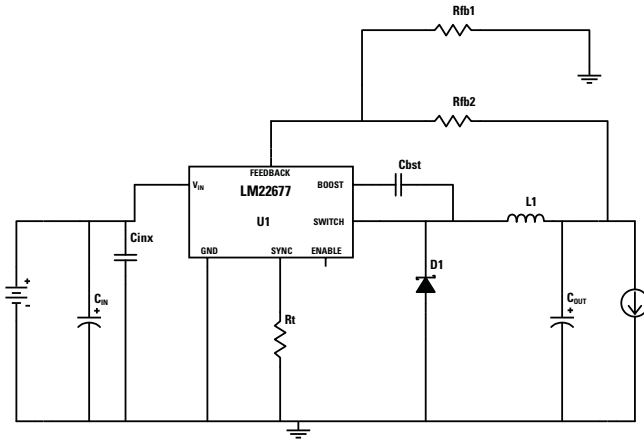 Rfb1
Rfb2
FEEDBACK
Cbst
VIN
LM22677
BOOST
L1
U1
SWITCH
Cinx
GND
SYNC
ENABLE
D1
+
-
CIN
+
Rt
COUT
+